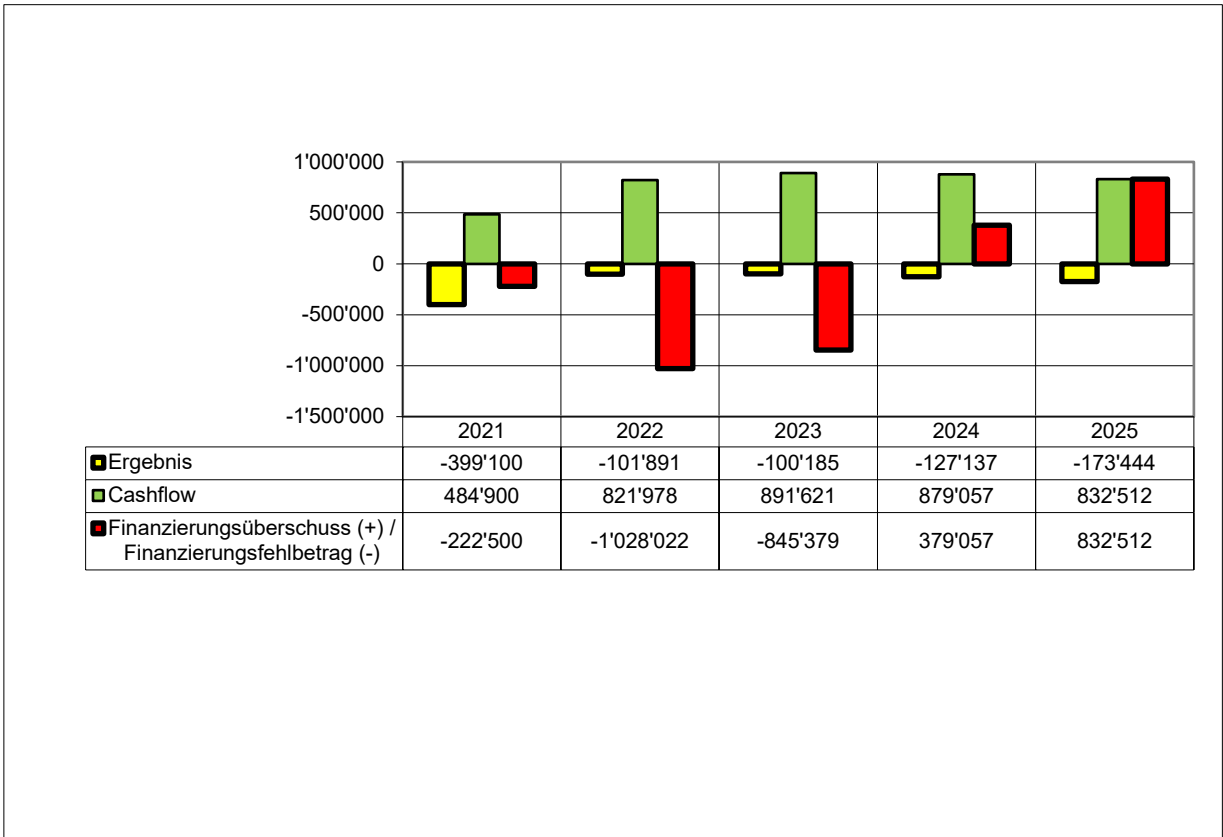 1'000'000
500'000
0
-500'000
-1'000'000
-1'500'000
2021 2022 2023 2024 2025
Ergebnis -399'100 -101'891 -100'185 -127'137 -173'444
Cashflow 484'900 821'978 891'621 879'057 832'512
Finanzierungsüberschuss (+) /
Finanzierungsfehlbetrag (-) -222'500 -1'028'022 -845'379 379'057 832'512